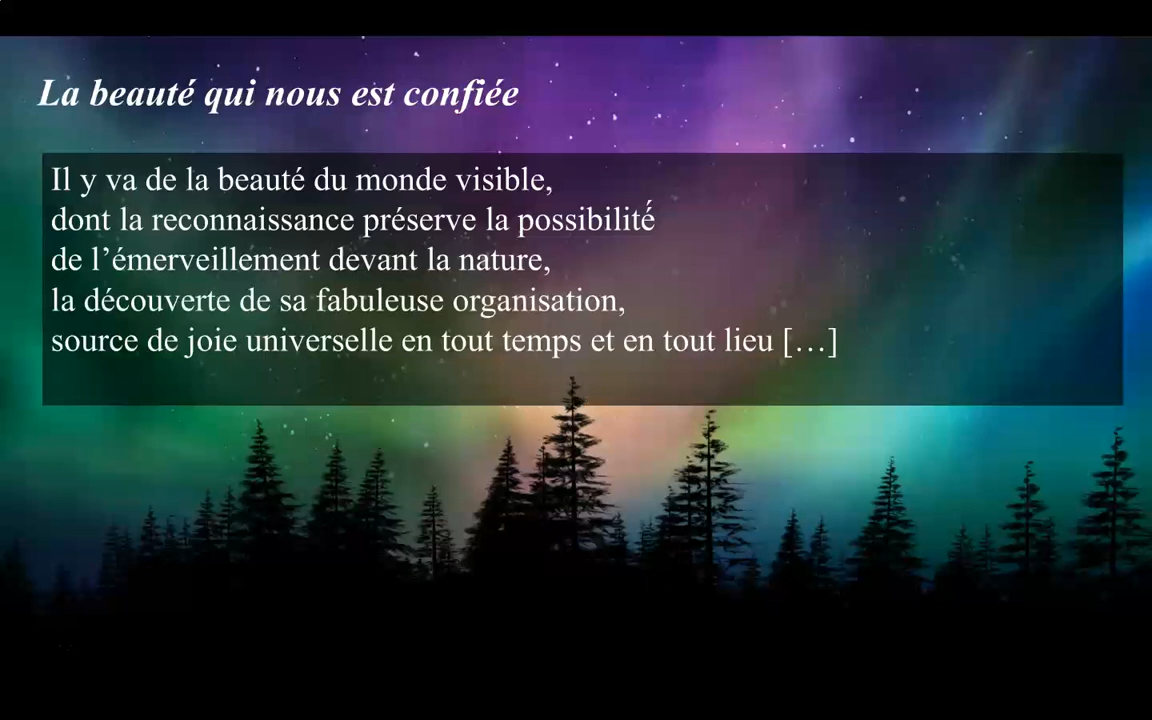 La beauté qui nous est confiée
Il y va de la beauté du monde visible,
dont la reconnaissance préserve la possibilité́
de l’émerveillement devant la nature,
la découverte de sa fabuleuse organisation,
source de joie universelle en tout temps et en tout lieu […]